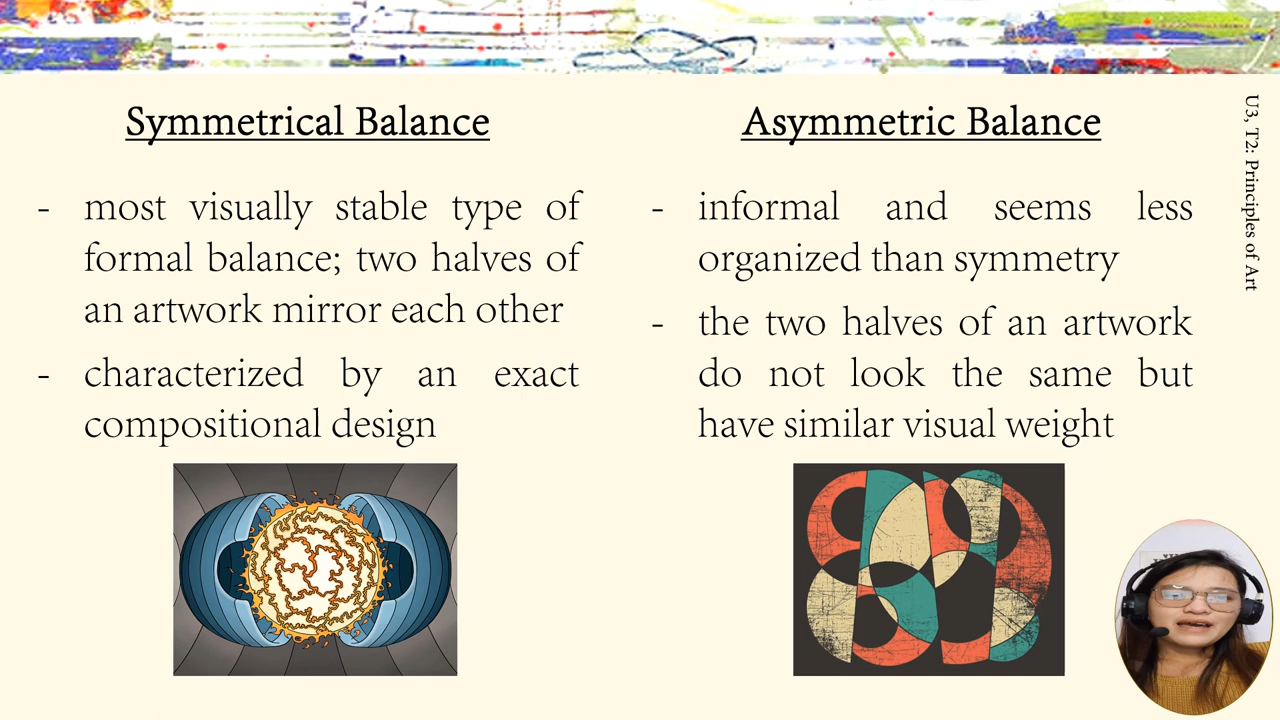 Symmetrical Balance
- most visually stable type of
formal balance; two halves of
an artwork mirror each other
- characterized by an exact
compositional design
Asymmetric Balance
- informal and seems less
organized than symmetry
- the two halves of an artwork
do not look the same but
have similar visual weight
U3, T2: Principles of Art